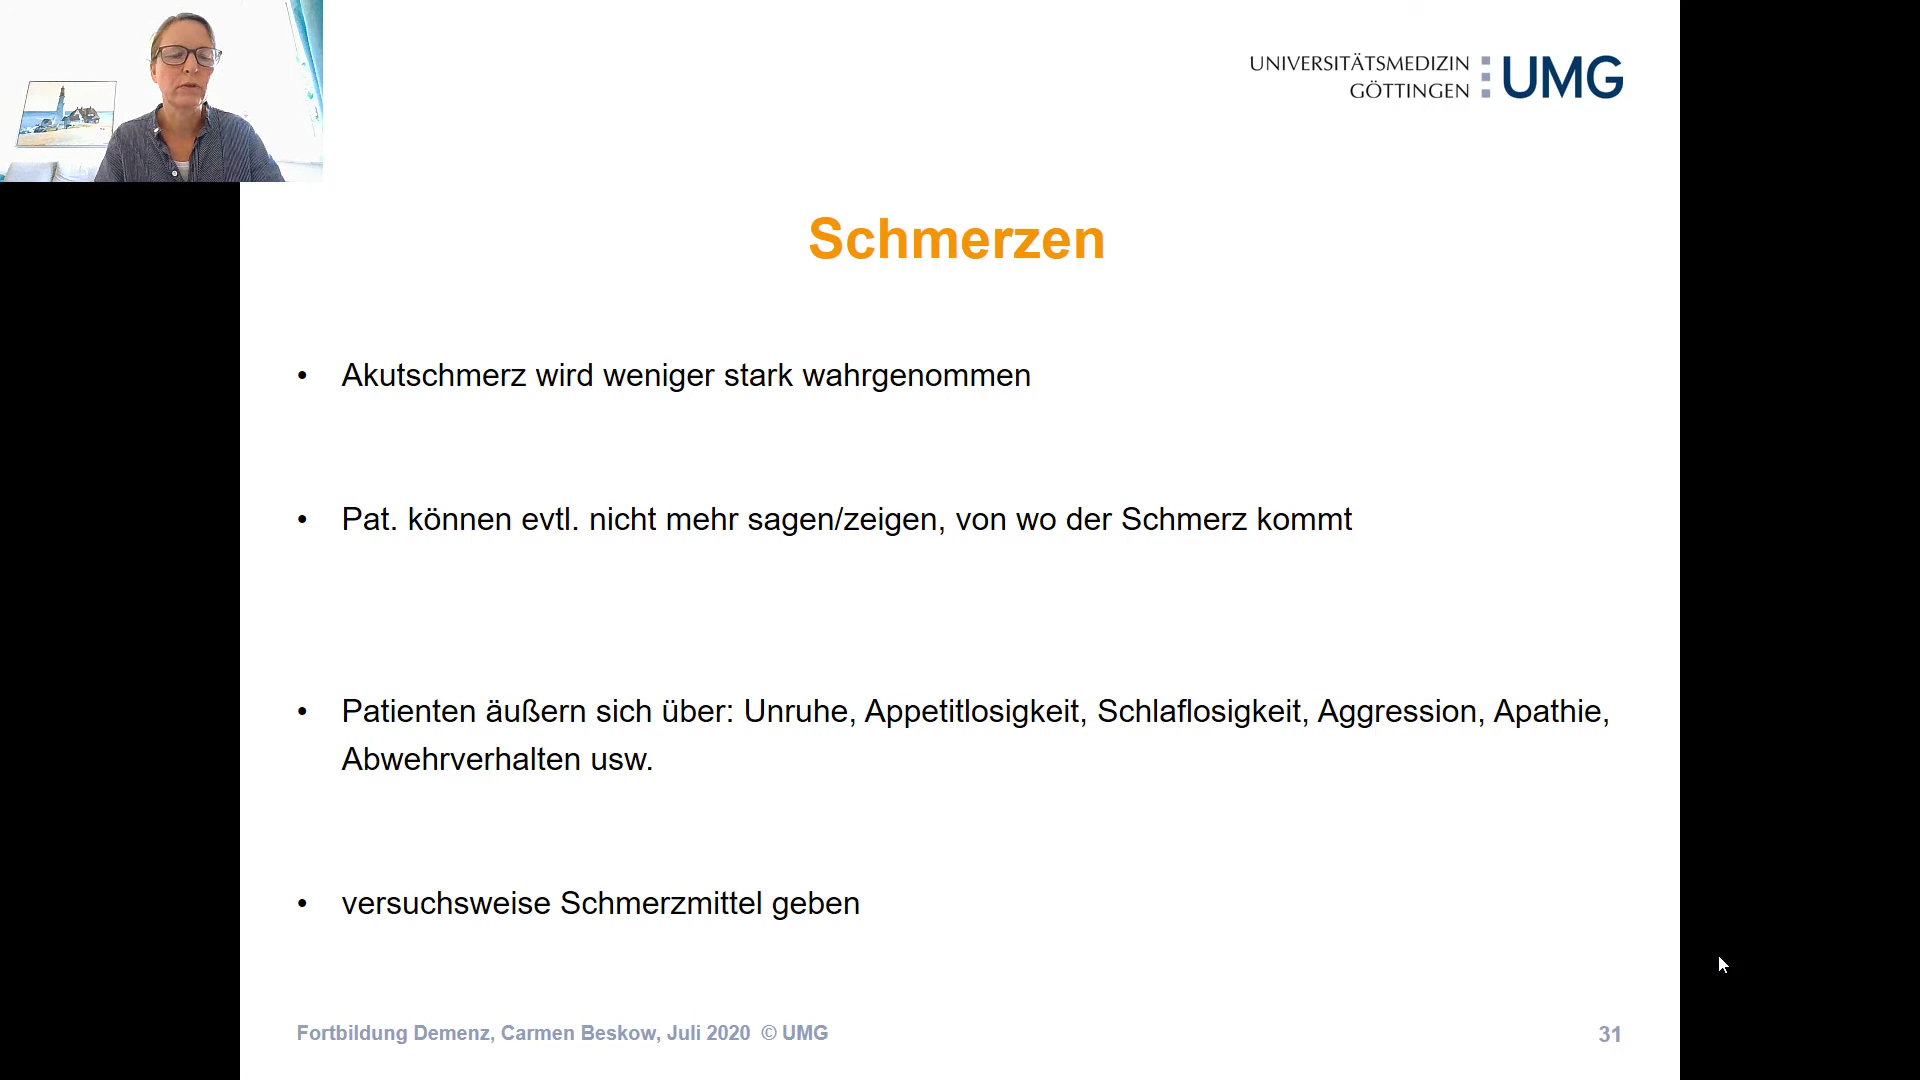 UNIVERSITÄTSMEDIZIN
GÖTTINGEN
UMG
Schmerzen
• Akutschmerz wird weniger stark wahrgenommen
• Pat. können evtl. nicht mehr sagen/zeigen, von wo der Schmerz kommt
• Patienten äußern sich über: Unruhe, Appetitlosigkeit, Schlaflosigkeit, Aggression, Apathie,
Abwehrverhalten usw.
• versuchsweise Schmerzmittel geben
Fortbildung Demenz, Carmen Beskow, Juli 2020 © UMG
31